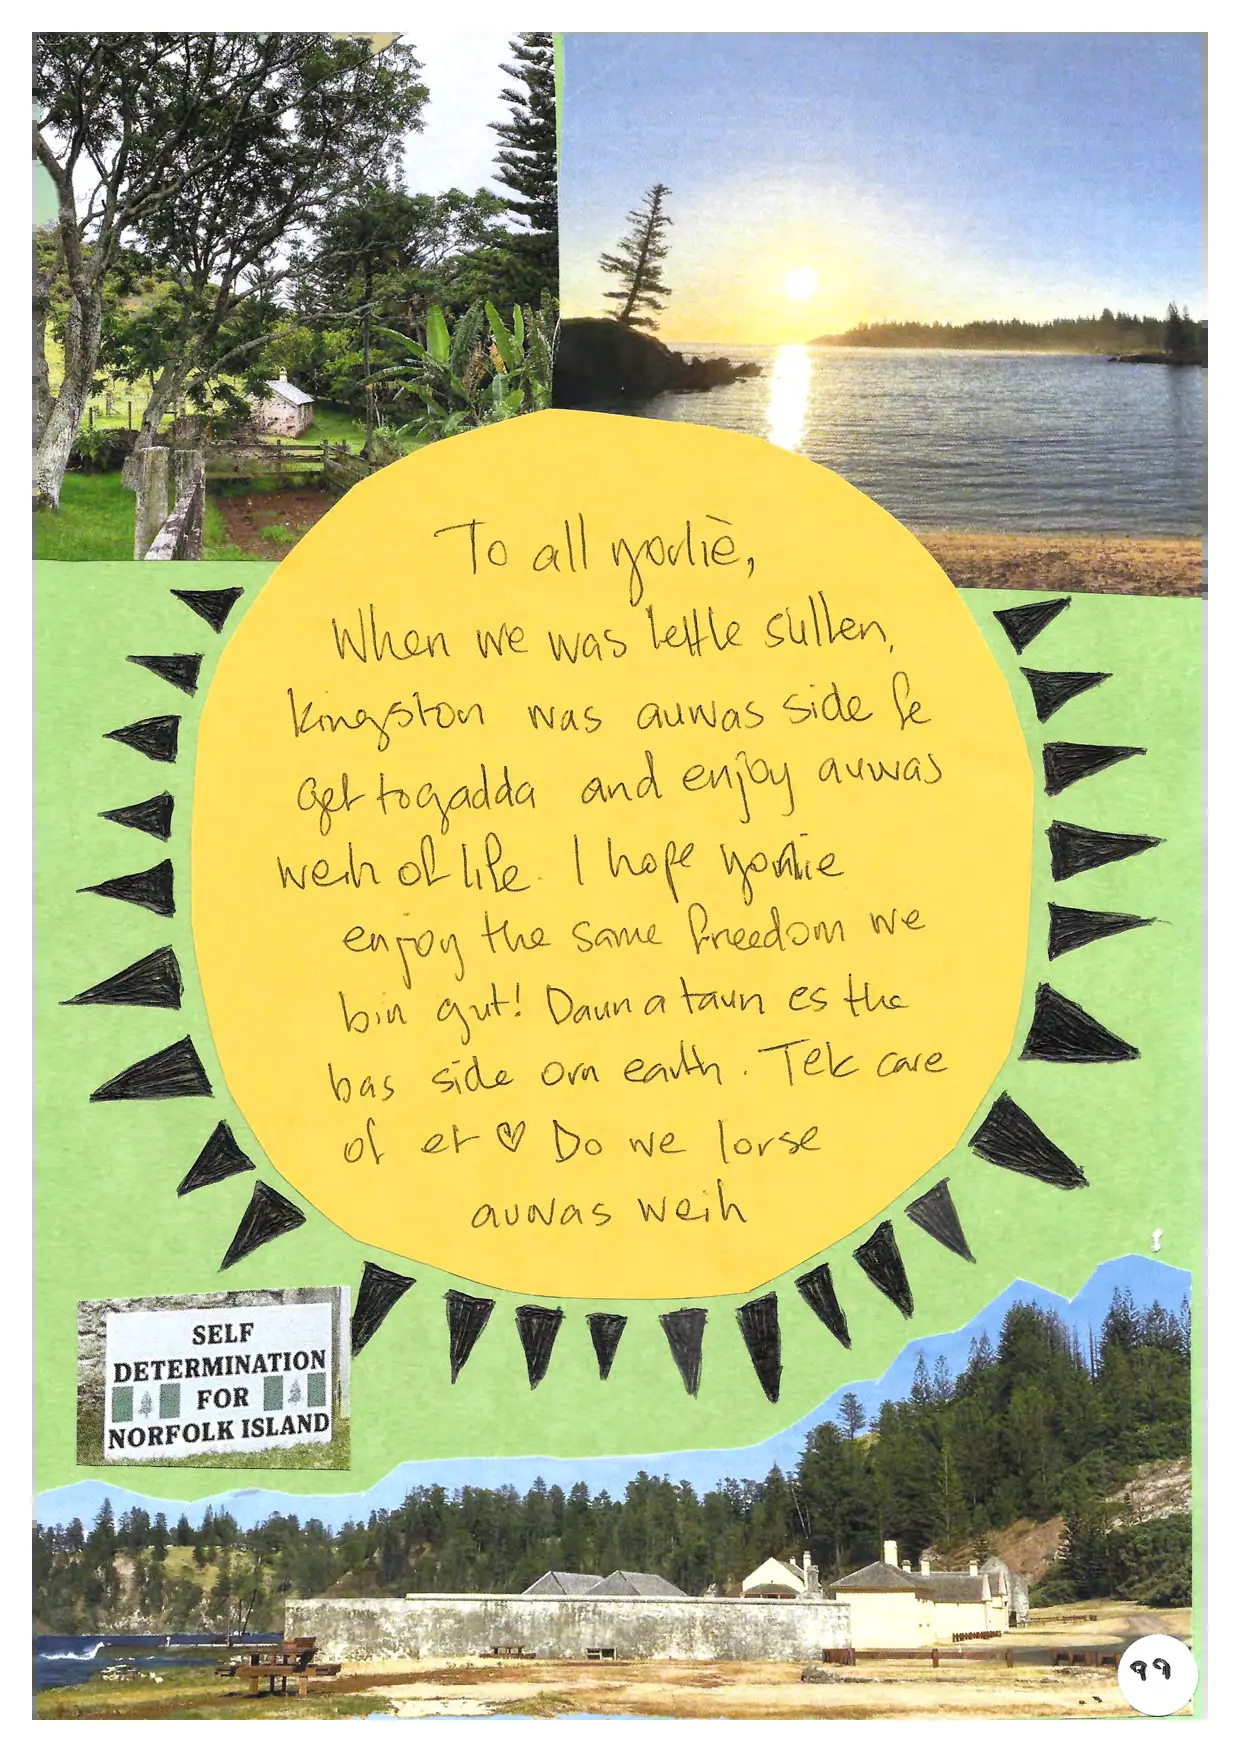 To all yorliè,
When we was lettle sullen,
kingston was auwas side fe
get togadda and enjoy auwas
weih of life. I hope yorlie
enjoy the same freedom we
bin gut! Daun a taun es the
bas side orn earth. Tek care
of et ♡ Do we lorse
auwas weih
SELF
DETERMINATION
FOR
NORFOLK ISLAND
99